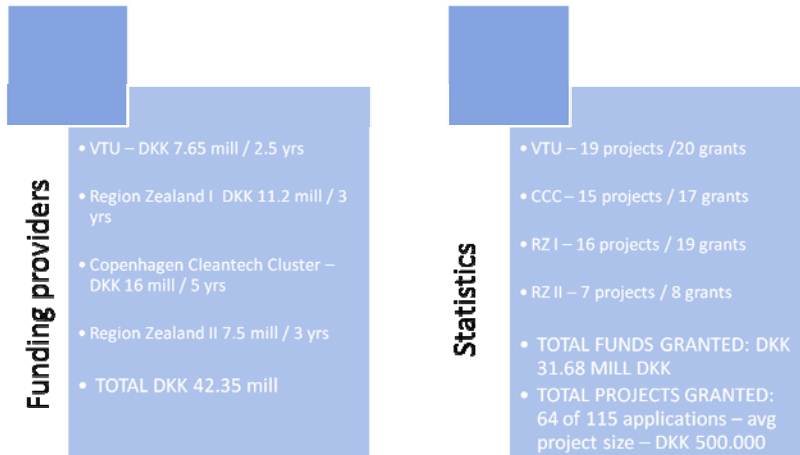 Funding providers
• VTU – DKK 7.65 mill / 2.5 yrs
• Region Zealand I  DKK 11.2 mill / 3
yrs
• Copenhagen Cleantech Cluster –
DKK 16 mill / 5 yrs
• Region Zealand II 7.5 mill / 3 yrs
• TOTAL DKK 42.35 mill
Statistics
• VTU – 19 projects /20 grants
• CCC – 15 projects / 17 grants
• RZ I – 16 projects / 19 grants
• RZ II – 7 projects / 8 grants
• TOTAL FUNDS GRANTED: DKK
31.68 MILL DKK
• TOTAL PROJECTS GRANTED:
64 of 115 applications – avg
project size – DKK 500.000